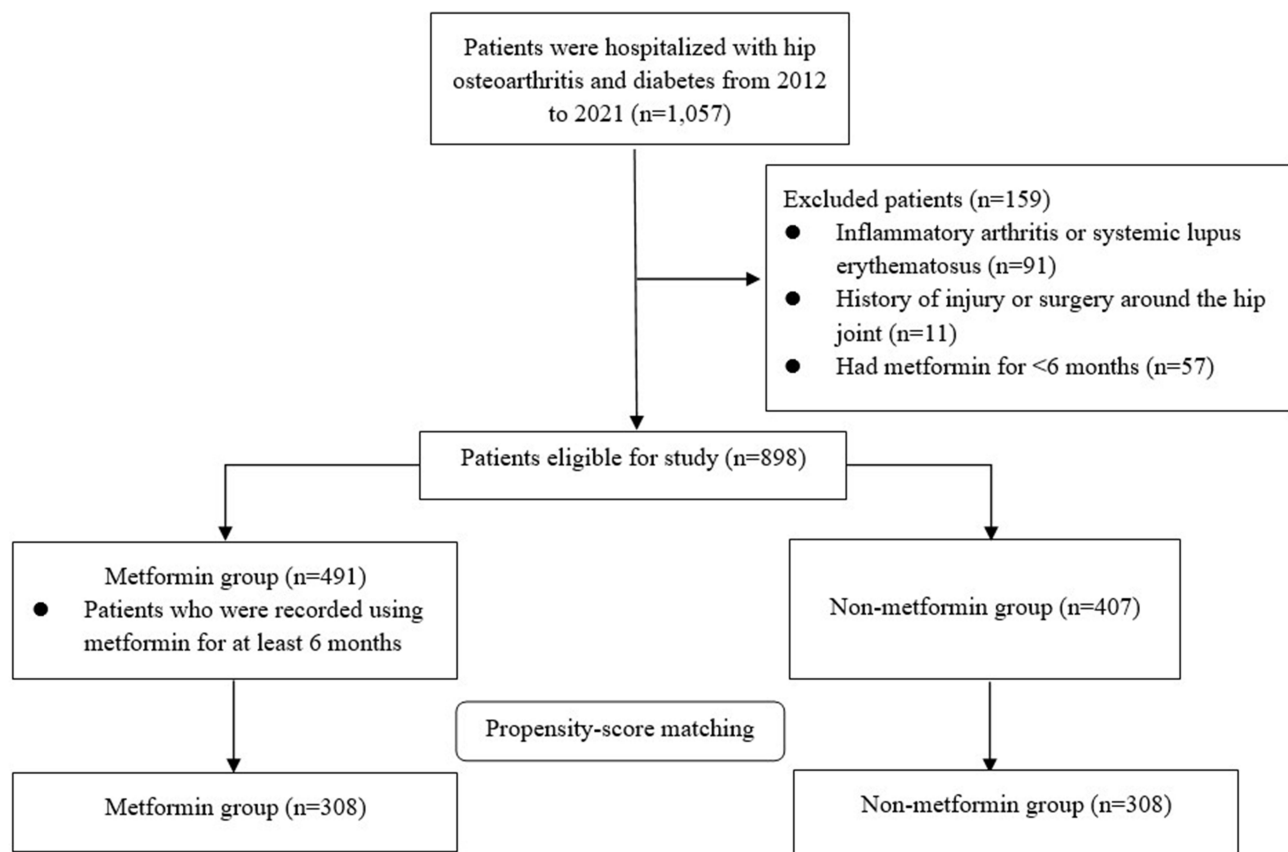 Patients were hospitalized with hip
osteoarthritis and diabetes from 2012
to 2021 (n=1,057)
Excluded patients (n=159)
● Inflammatory arthritis or systemic lupus
erythematosus (n=91)
● History of injury or surgery around the hip
joint (n=11)
● Had metformin for <6 months (n=57)
Patients eligible for study (n=898)
Metformin group (n=491)
● Patients who were recorded using
metformin for at least 6 months
Non-metformin group (n=407)
Propensity-score matching
Metformin group (n=308)
Non-metformin group (n=308)